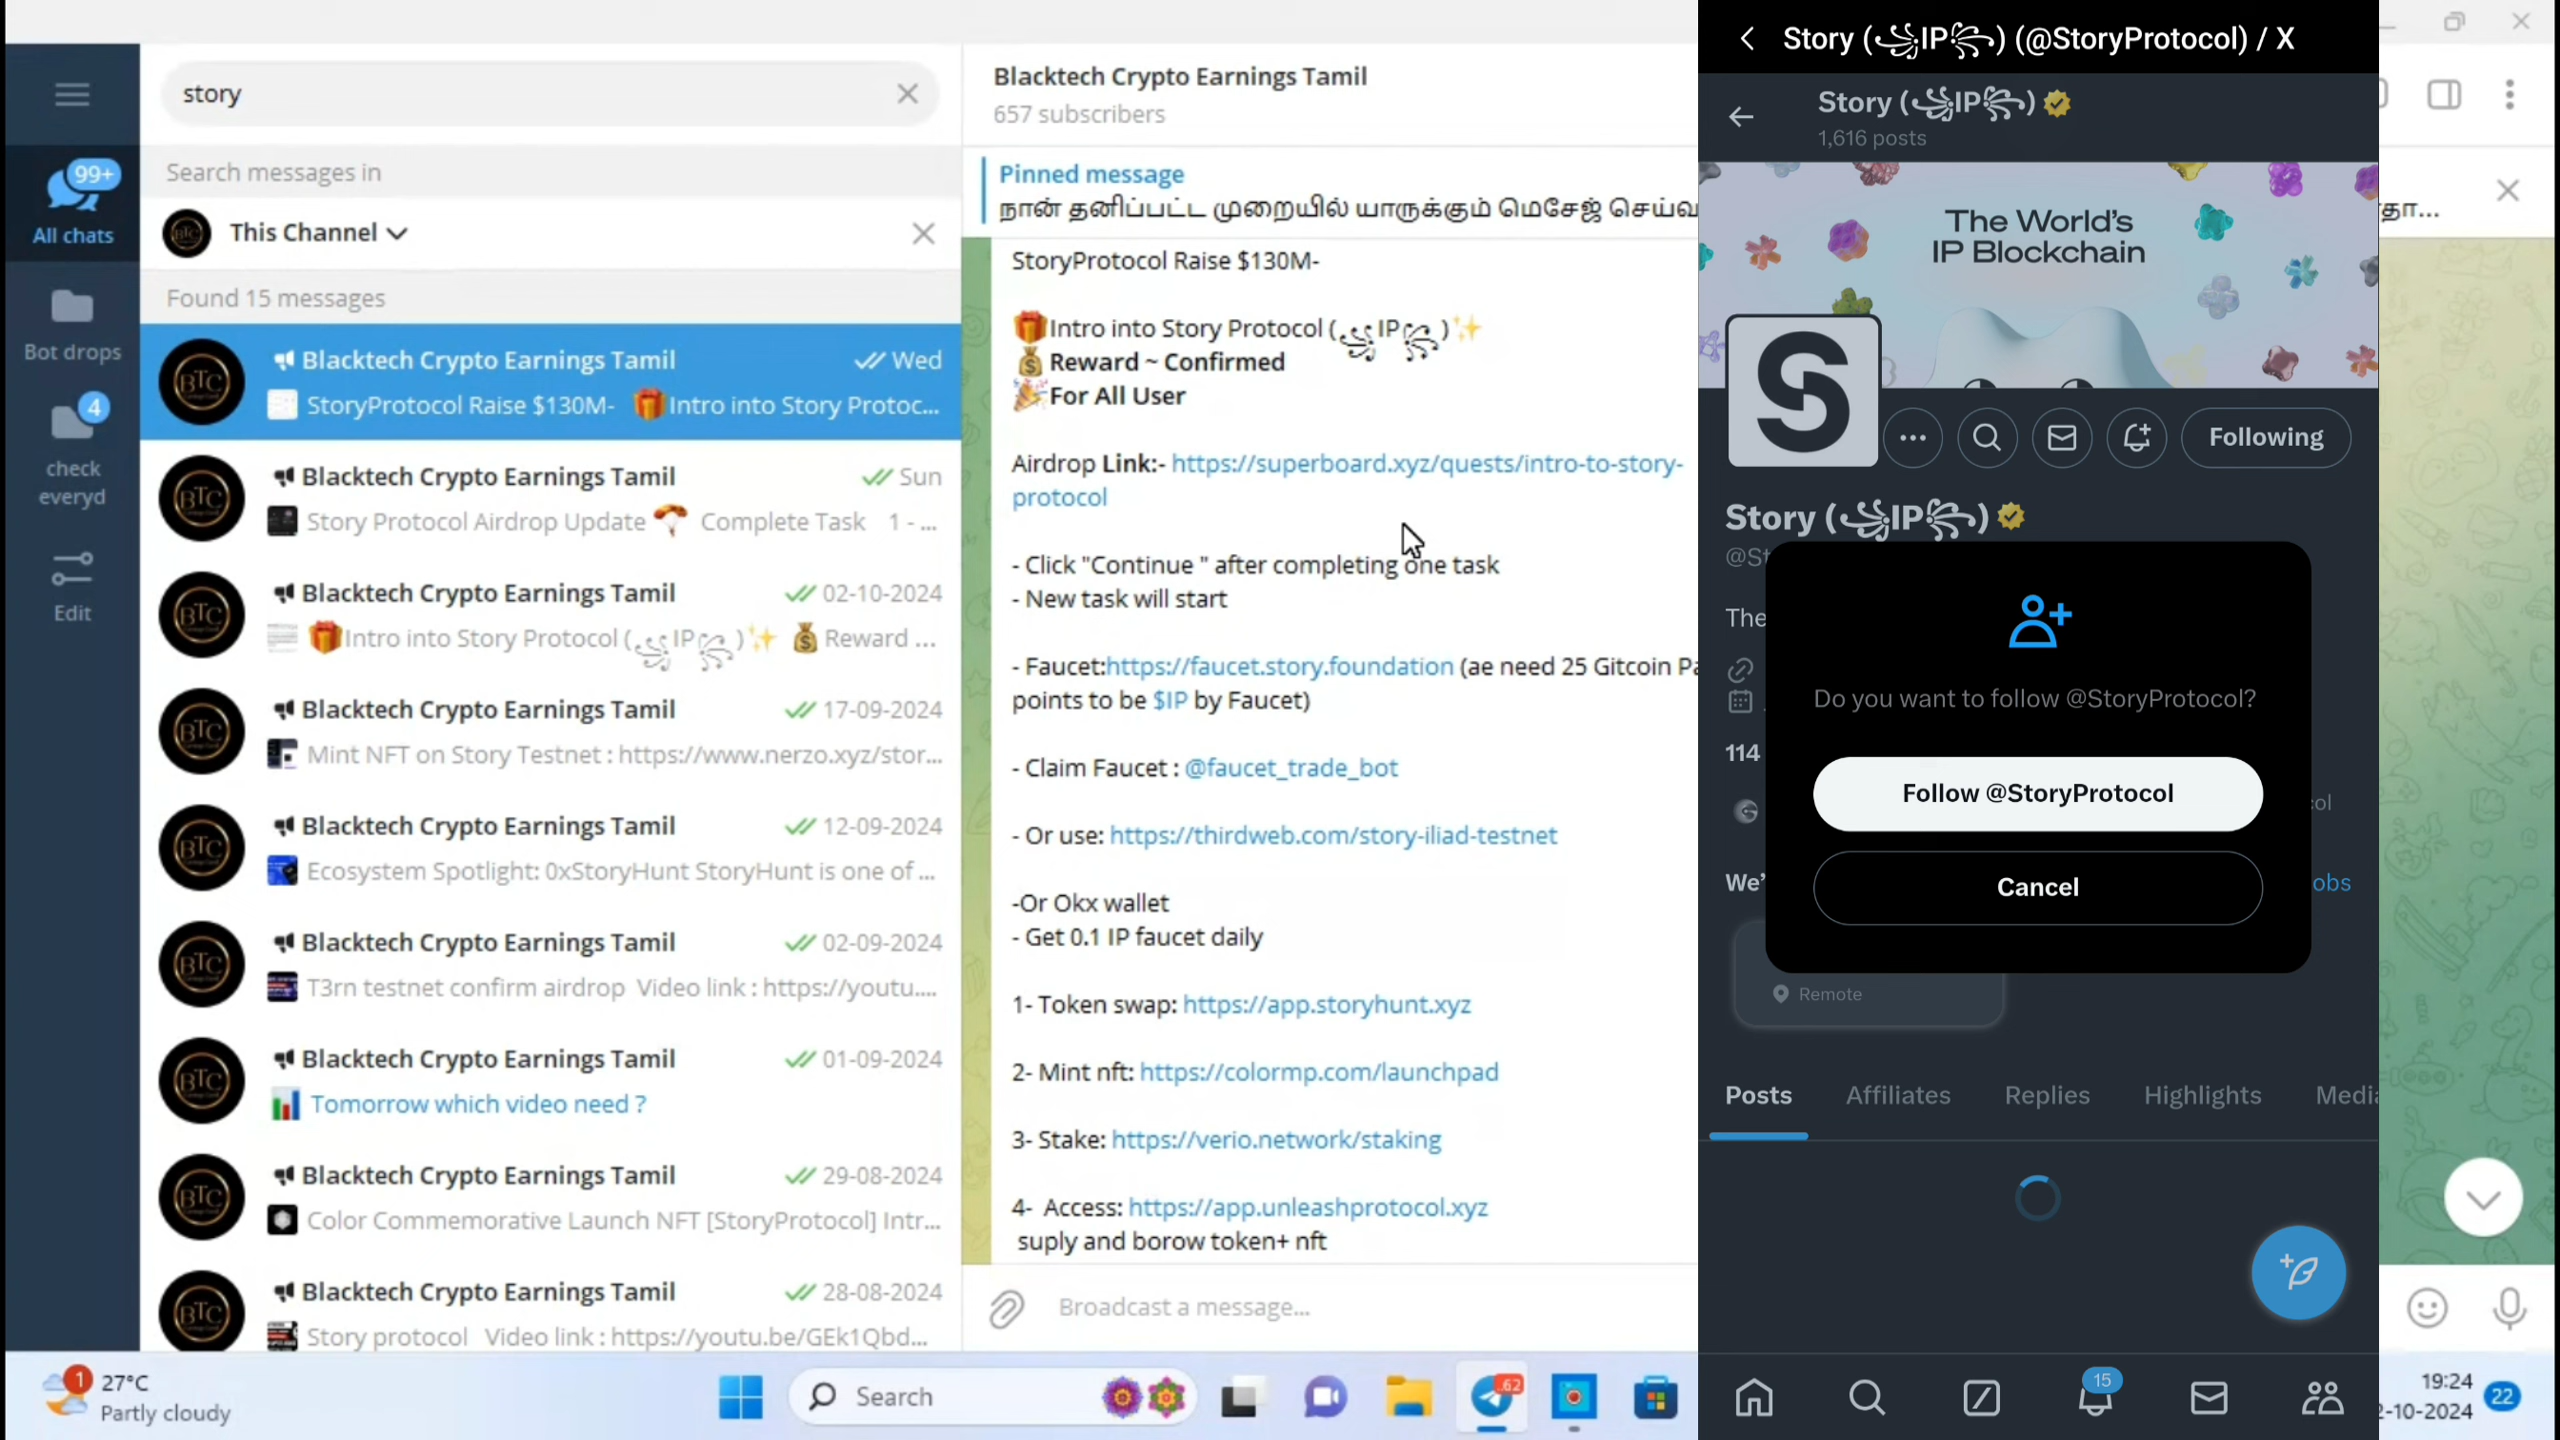 story
Search messages in
This Channel
Found 15 messages
99+
All chats
Bot drops
4
check
everyd
Edit
BTC
Blacktech Crypto Earnings Tamil Wed
StoryProtocol Raise $130M- 🎁Intro into Story Protoc...
BTC
Blacktech Crypto Earnings Tamil Sun
Story Protocol Airdrop Update 🪂 Complete Task 1 - ...
BTC
Blacktech Crypto Earnings Tamil 02-10-2024
🎁Intro into Story Protocol (꧁IP꧂)✨ 💰 Reward ...
BTC
Blacktech Crypto Earnings Tamil 17-09-2024
Mint NFT on Story Testnet : https://www.nerzo.xyz/stor...
BTC
Blacktech Crypto Earnings Tamil 12-09-2024
Ecosystem Spotlight: 0xStoryHunt StoryHunt is one of ...
BTC
Blacktech Crypto Earnings Tamil 02-09-2024
T3rn testnet confirm airdrop Video link : https://youtu....
BTC
Blacktech Crypto Earnings Tamil 01-09-2024
📊 Tomorrow which video need ?
BTC
Blacktech Crypto Earnings Tamil 29-08-2024
Color Commemorative Launch NFT [StoryProtocol] Intr...
BTC
Blacktech Crypto Earnings Tamil 28-08-2024
Story protocol Video link : https://youtu.be/GEk1Qbd...
Blacktech Crypto Earnings Tamil
657 subscribers
Pinned message
நான் தனிப்பட்ட முறையில் யாருக்கும் மெசேஜ்
StoryProtocol Raise $130M-
🎁Intro into Story Protocol (꧁IP꧂)✨
💰 Reward ~ Confirmed
🎉For All User
Airdrop Link:- https://superboard.xyz/quests/intro-to-story-
protocol
- Click "Continue " after completing one task
- New task will start
- Faucet:https://faucet.story.foundation (ae need 25 Gitcoin Pa
points to be $IP by Faucet)
- Claim Faucet : @faucet_trade_bot
- Or use: https://thirdweb.com/story-iliad-testnet
-Or Okx wallet
- Get 0.1 IP faucet daily
1- Token swap: https://app.storyhunt.xyz
2- Mint nft: https://colormp.com/launchpad
3- Stake: https://verio.network/staking
4- Access: https://app.unleashprotocol.xyz
suply and borow token+ nft
Broadcast a message...
Story (꧁IP꧂) (@StoryProtocol) / X
Story (꧁IP꧂)
1,616 posts
The World's
IP Blockchain
S
Following
Story (꧁IP꧂)
@St
The
114
We'
obs
Do you want to follow @StoryProtocol?
Follow @StoryProtocol
Cancel
Remote
Posts Affiliates Replies Highlights Media
15
1
27°C
Partly cloudy
Search
62
19:24
2-10-2024
22